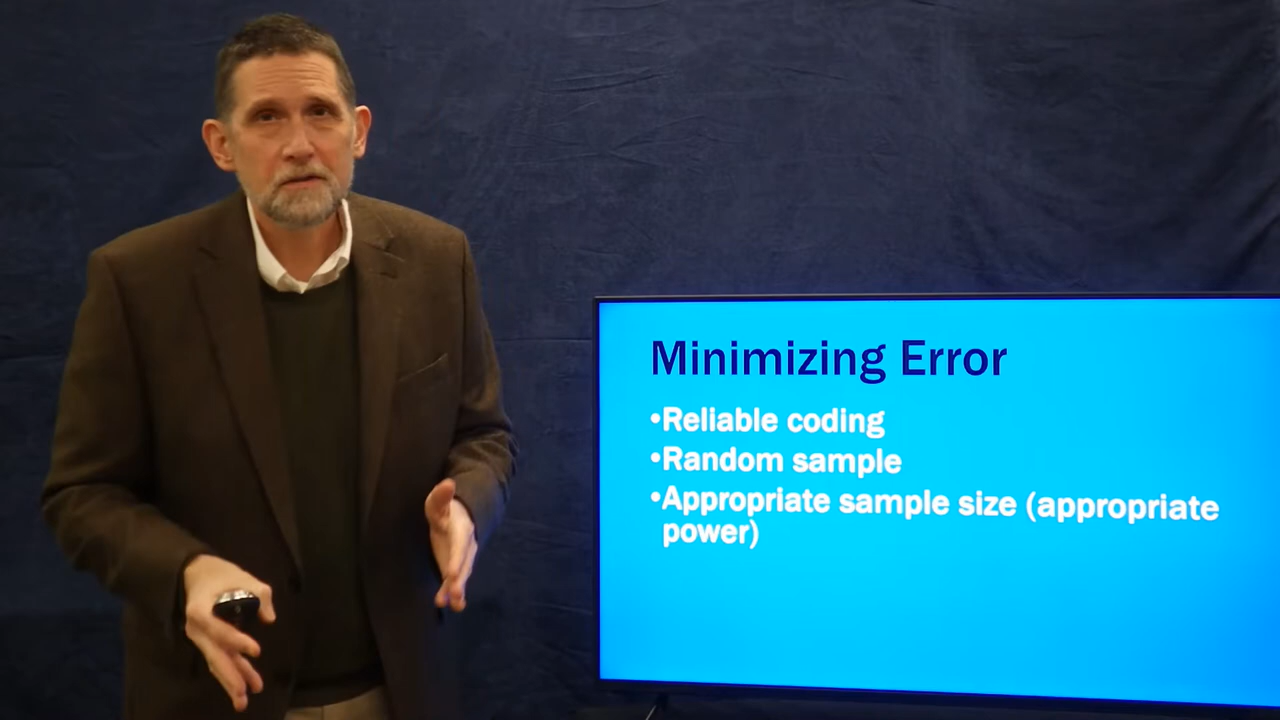 Minimizing Error
•Reliable coding
•Random sample
•Appropriate sample size (appropriate
power)